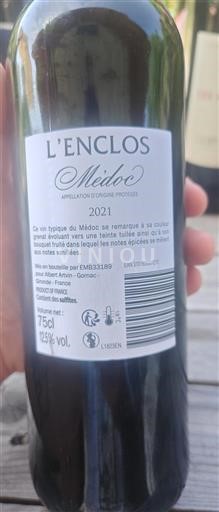 L'ENCLOS
Médoc
APPELLATION D'ORIGINE PROTÉGÉE
2021
Ce vin typique du Médoc se remarque à sa couleur
grenat évoluant vers une teinte tuilée ainsi qu'à son
bouquet fruité dans lequel les notes épicées se mêlent
aux notes vanillées.
Mis en bouteille par EMB33189
pour Albert Artvin - Gornac -
Gironde - France
PRODUCT OF FRANCE
Contient des sulfites.
Volume net :
75cl
12.5% vol.